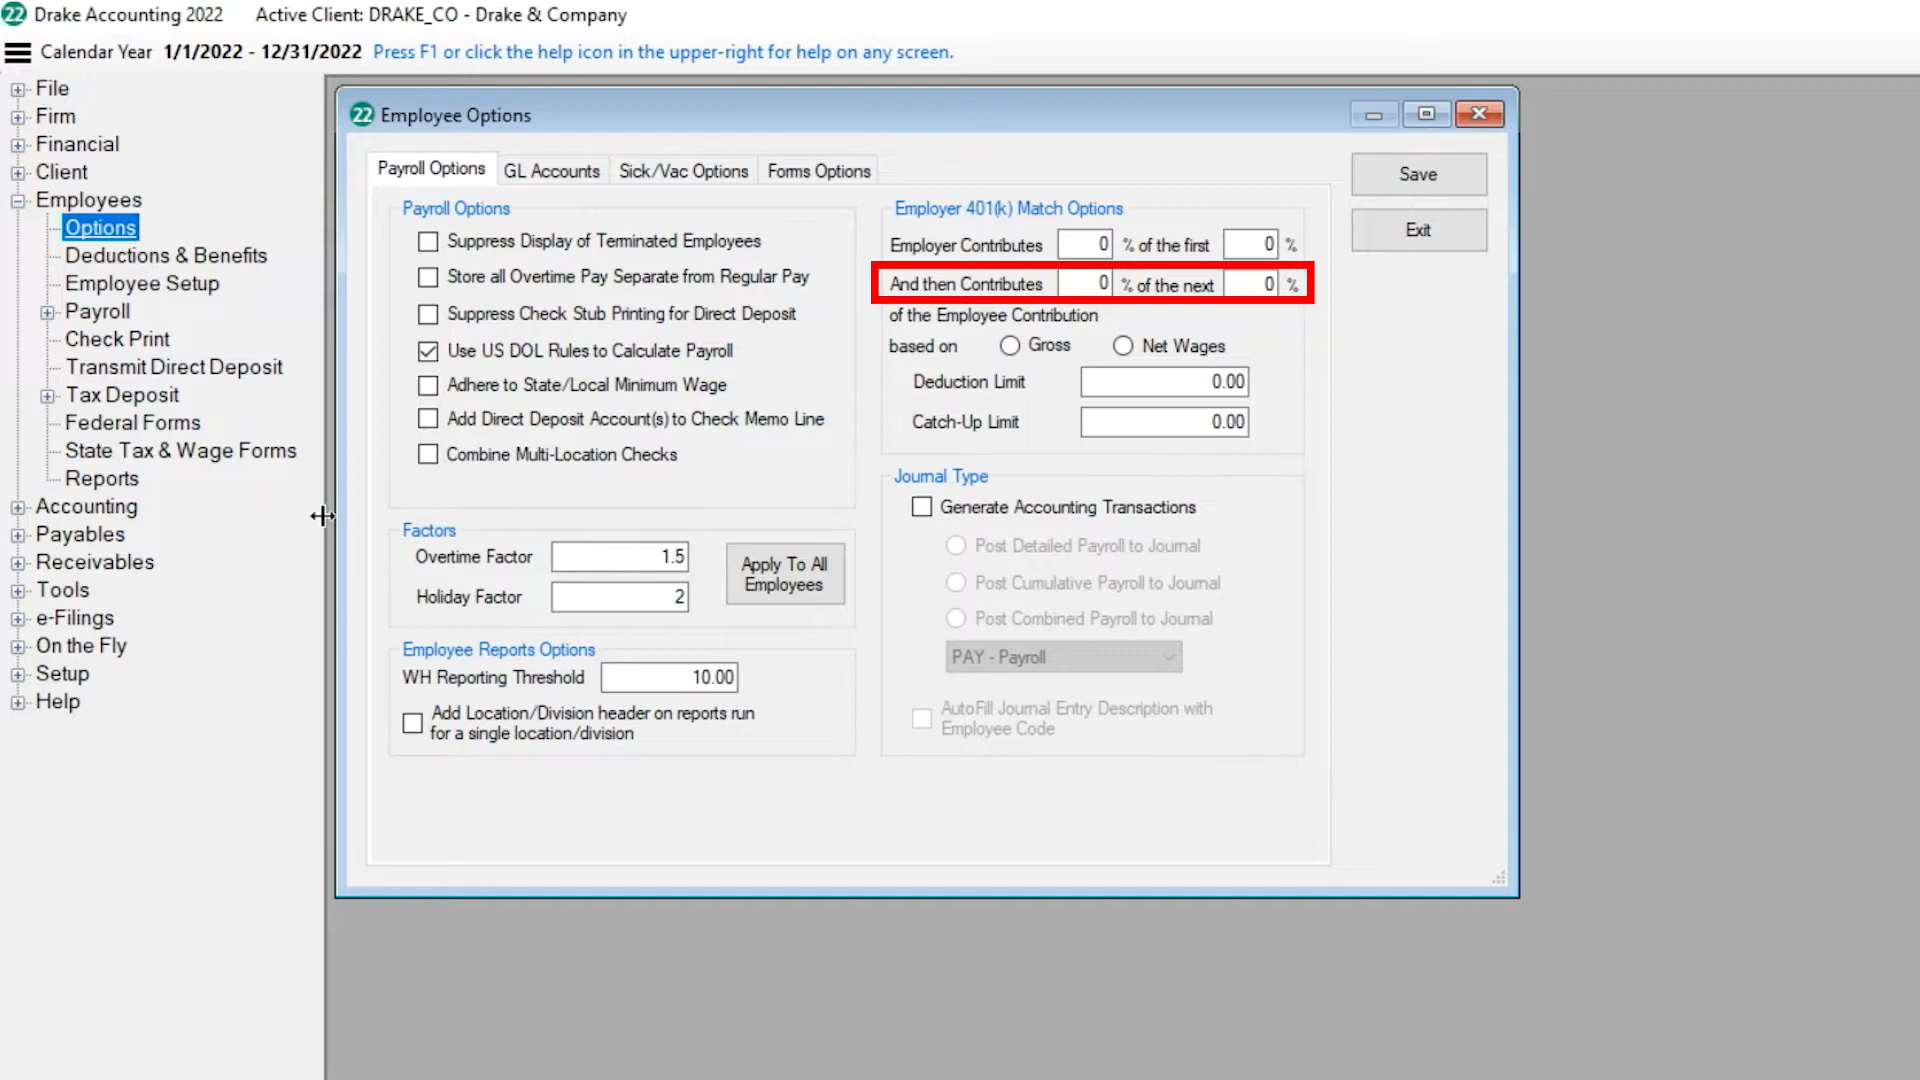 22 Drake Accounting 2022 Active Client: DRAKE_CO - Drake & Company
Calendar Year 1/1/2022 - 12/31/2022 Press F1 or click the help icon in the upper-right for help on any screen.
File
Firm
Financial
Client
Employees
Options
Deductions & Benefits
Employee Setup
Payroll
Check Print
Transmit Direct Deposit
Tax Deposit
Federal Forms
State Tax & Wage Forms
Reports
Accounting
Payables
Receivables
Tools
e-Filings
On the Fly
Setup
Help
22 Employee Options
Payroll Options GL Accounts Sick/Vac Options Forms Options
Payroll Options
Suppress Display of Terminated Employees
Store all Overtime Pay Separate from Regular Pay
Suppress Check Stub Printing for Direct Deposit
Use US DOL Rules to Calculate Payroll
Adhere to State/Local Minimum Wage
Add Direct Deposit Account(s) to Check Memo Line
Combine Multi-Location Checks
Factors
Overtime Factor 1.5
Holiday Factor 2
Apply To All
Employees
Employee Reports Options
WH Reporting Threshold 10.00
Add Location/Division header on reports run
for a single location/division
Employer 401(k) Match Options
Employer Contributes 0 % of the first 0 %
And then Contributes 0 % of the next 0 %
of the Employee Contribution
based on Gross Net Wages
Deduction Limit 0.00
Catch-Up Limit 0.00
Journal Type
Generate Accounting Transactions
Post Detailed Payroll to Journal
Post Cumulative Payroll to Journal
Post Combined Payroll to Journal
PAY - Payroll
AutoFill Journal Entry Description with
Employee Code
Save
Exit